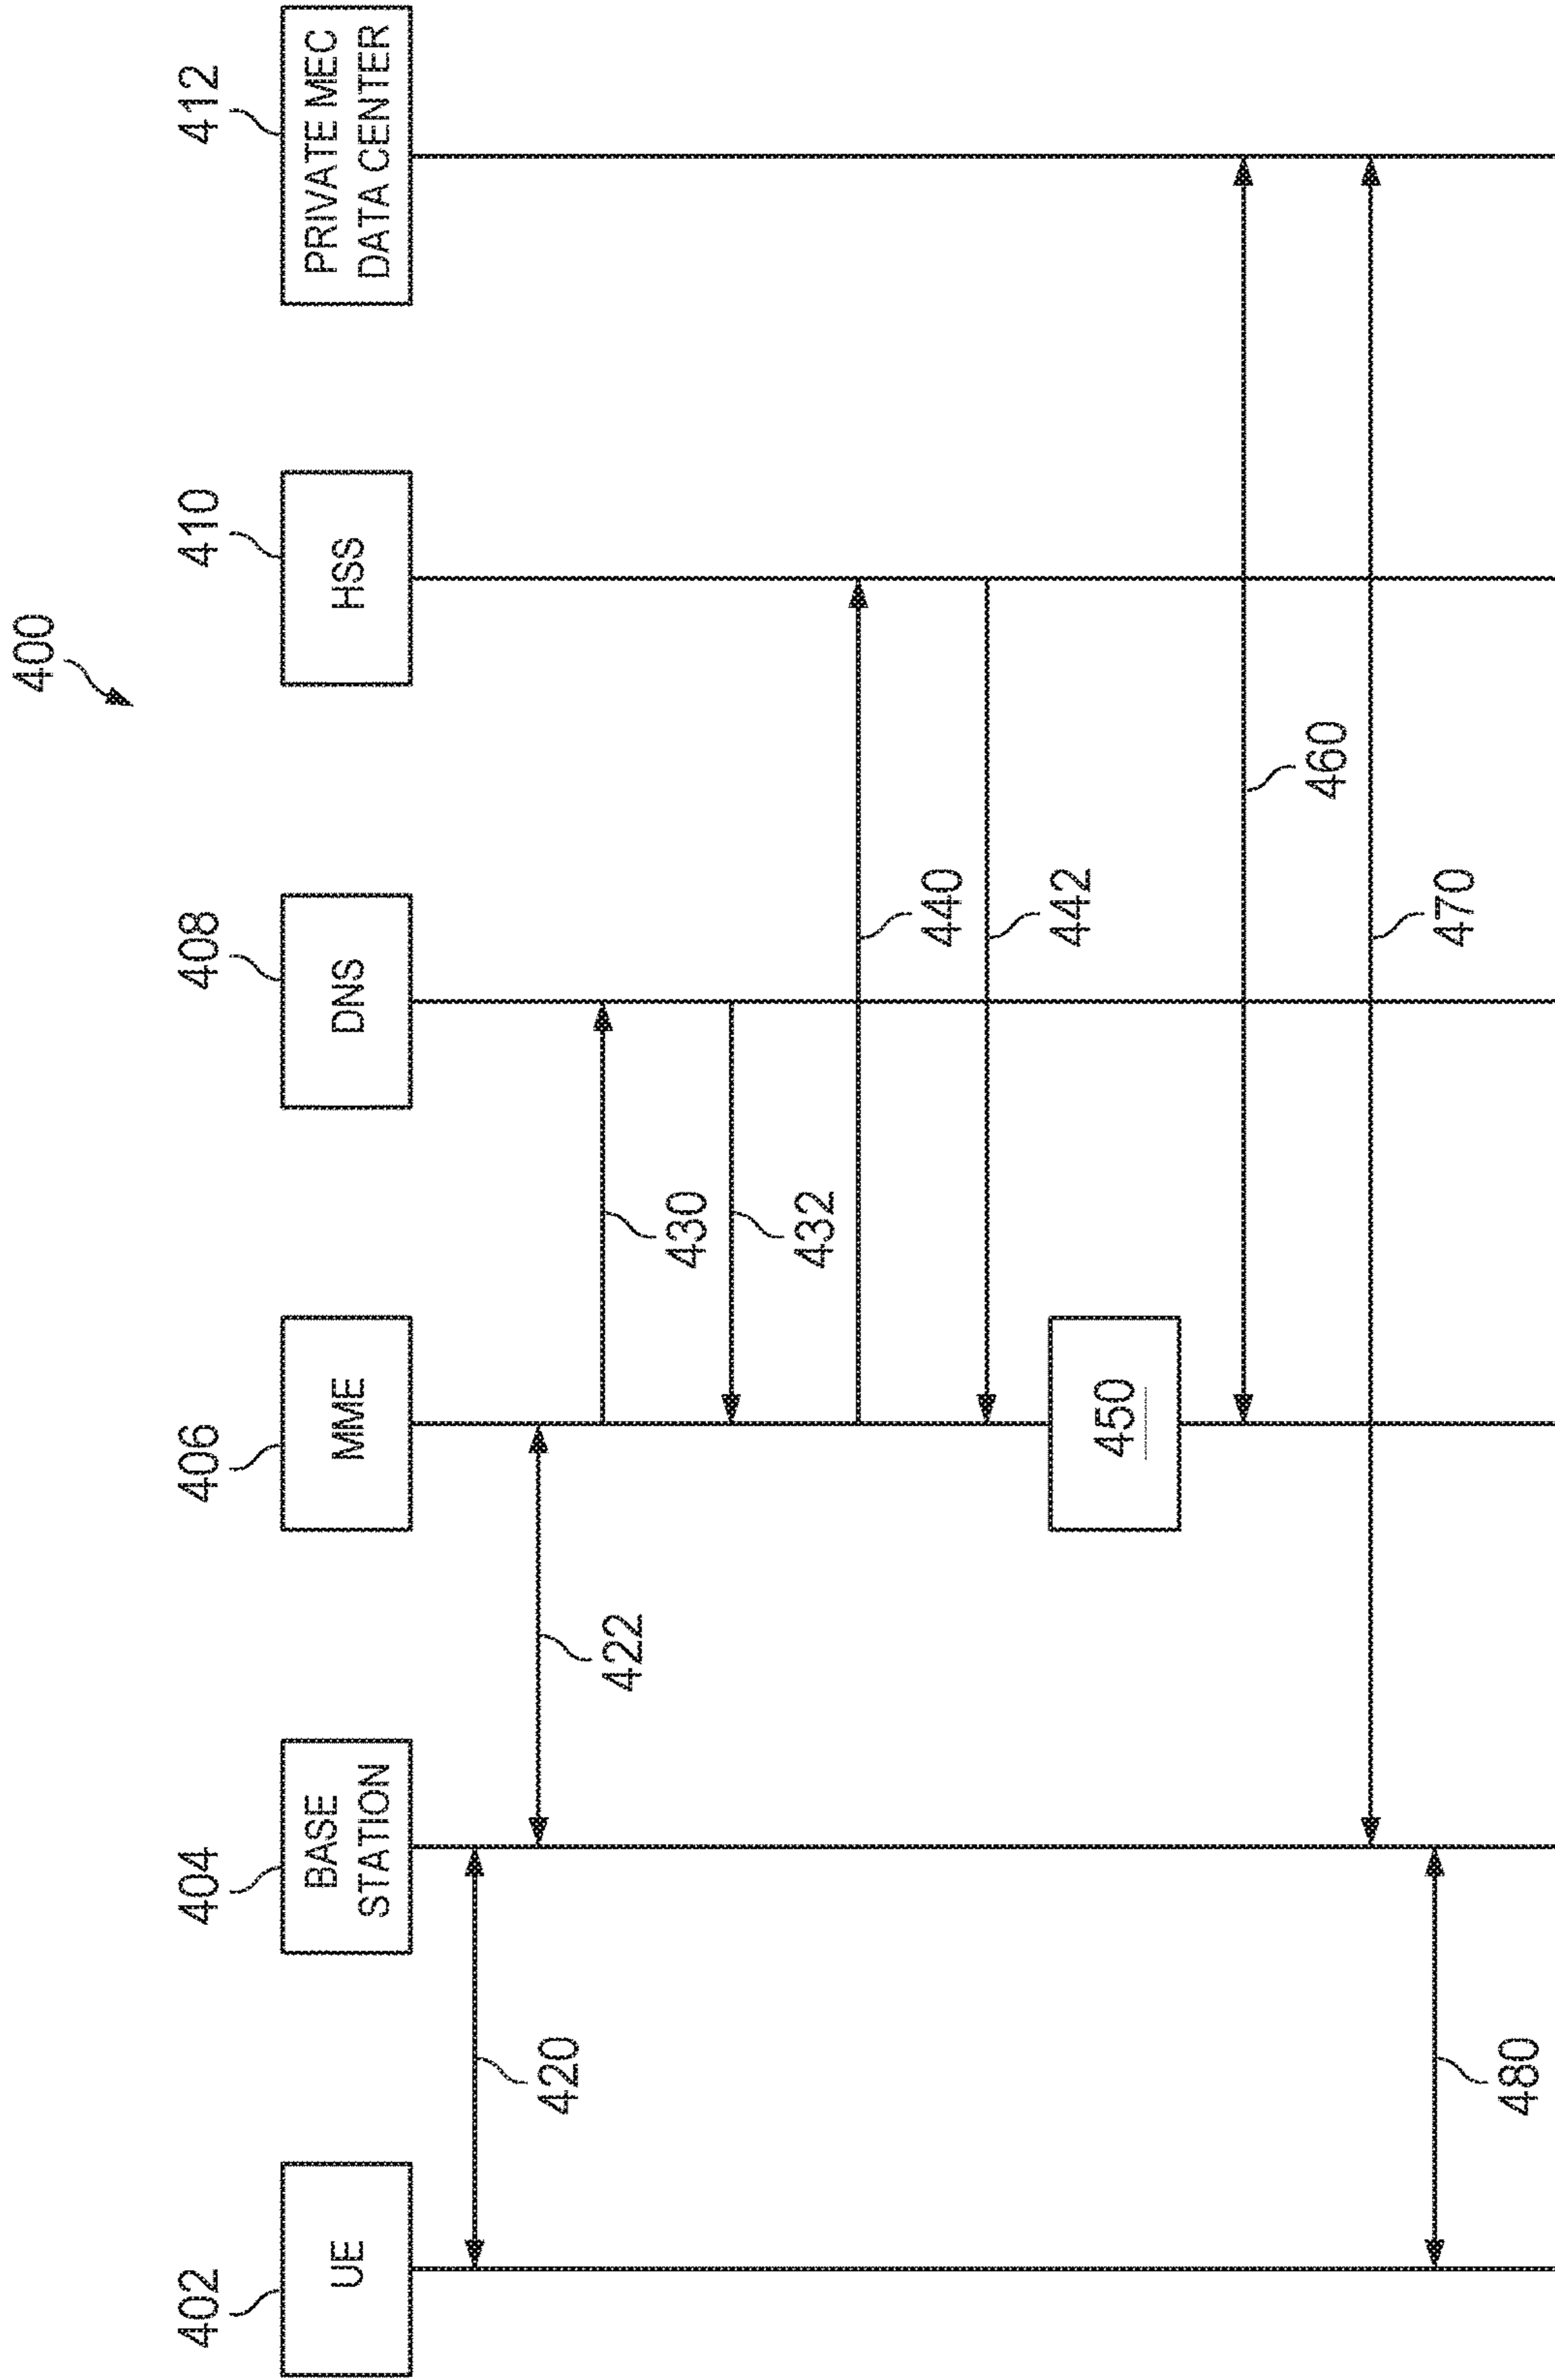 400
402
404
406
408
410
412
UE
BASE
STATION
MME
DNS
HSS
PRIVATE MEC
DATA CENTER
420
422
430
432
440
442
450
460
470
480